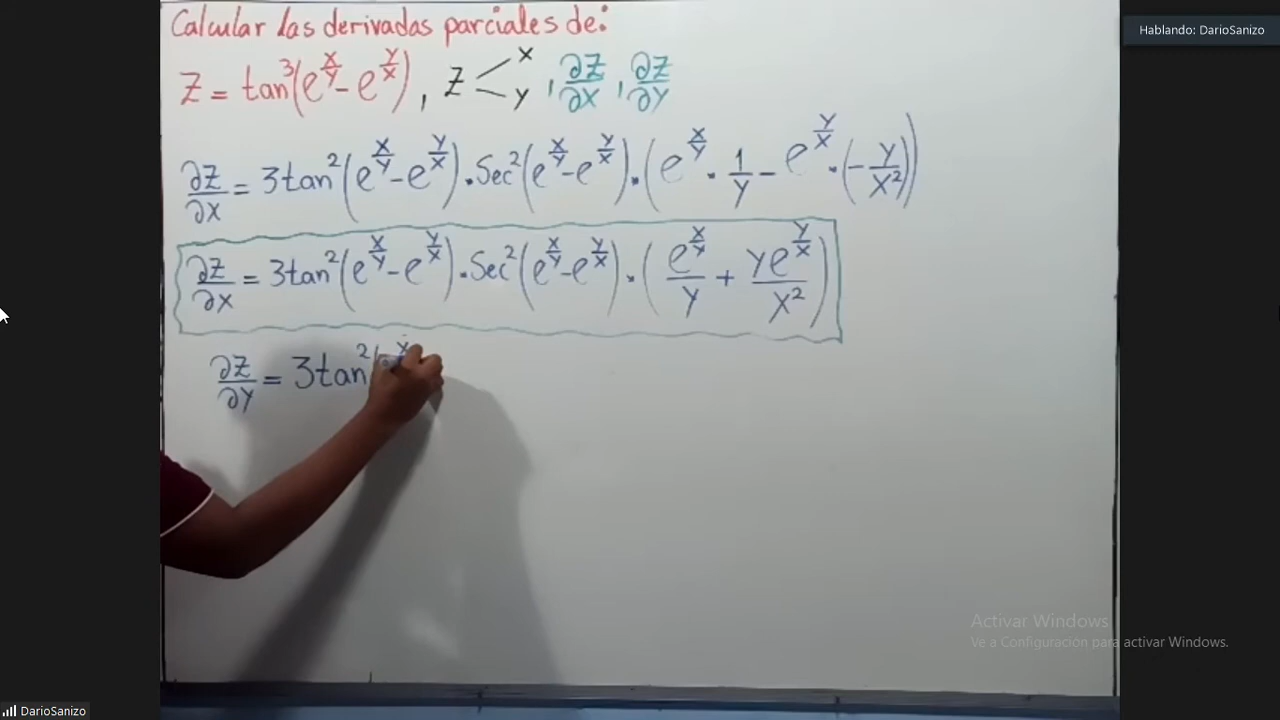 Calcular las derivadas parciales de:
Z = tan³(e^(x/y) - e^(y/x)), Z < x y, ∂Z/∂X, ∂Z/∂Y
∂Z/∂X = 3tan²(e^(x/y) - e^(y/x)) · Sec²(e^(x/y) - e^(y/x)) · (e^(x/y) · 1/y - e^(y/x) · (-y/x²))
∂Z/∂X = 3tan²(e^(x/y) - e^(y/x)) · Sec²(e^(x/y) - e^(y/x)) · (e^(x/y)/y + ye^(y/x)/x²)
∂Z/∂Y = 3tan²(
Hablando: DarioSanizo
Activar Windows
Ve a Configuración para activar Windows.
DarioSanizo